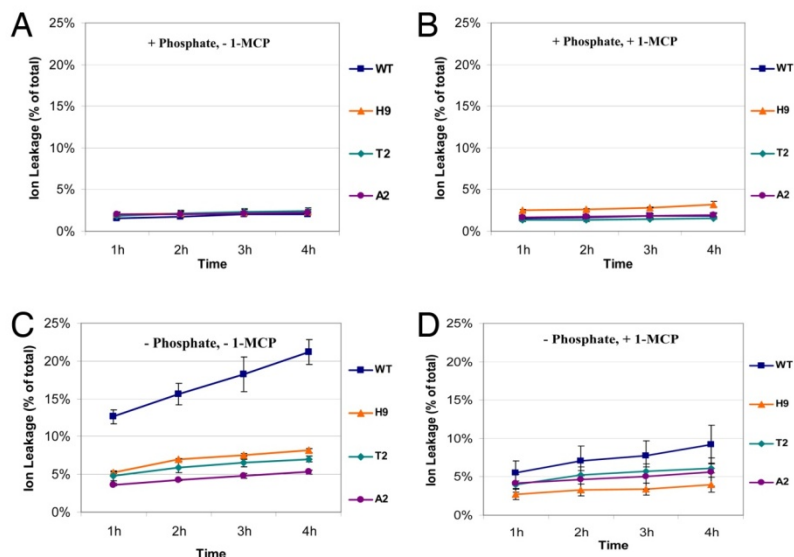 A
+ Phosphate, - 1-MCP
Ion Leakage (% of total)
25%
20%
15%
10%
5%
0%
1h 2h 3h 4h
Time
WT
H9
T2
A2
B
+ Phosphate, + 1-MCP
Ion Leakage (% of total)
25%
20%
15%
10%
5%
0%
1h 2h 3h 4h
Time
WT
H9
T2
A2
C
- Phosphate, - 1-MCP
Ion Leakage (% of total)
25%
20%
15%
10%
5%
0%
1h 2h 3h 4h
Time
WT
H9
T2
A2
D
- Phosphate, + 1-MCP
Ion Leakage (% of total)
25%
20%
15%
10%
5%
0%
1h 2h 3h 4h
Time
WT
H9
T2
A2